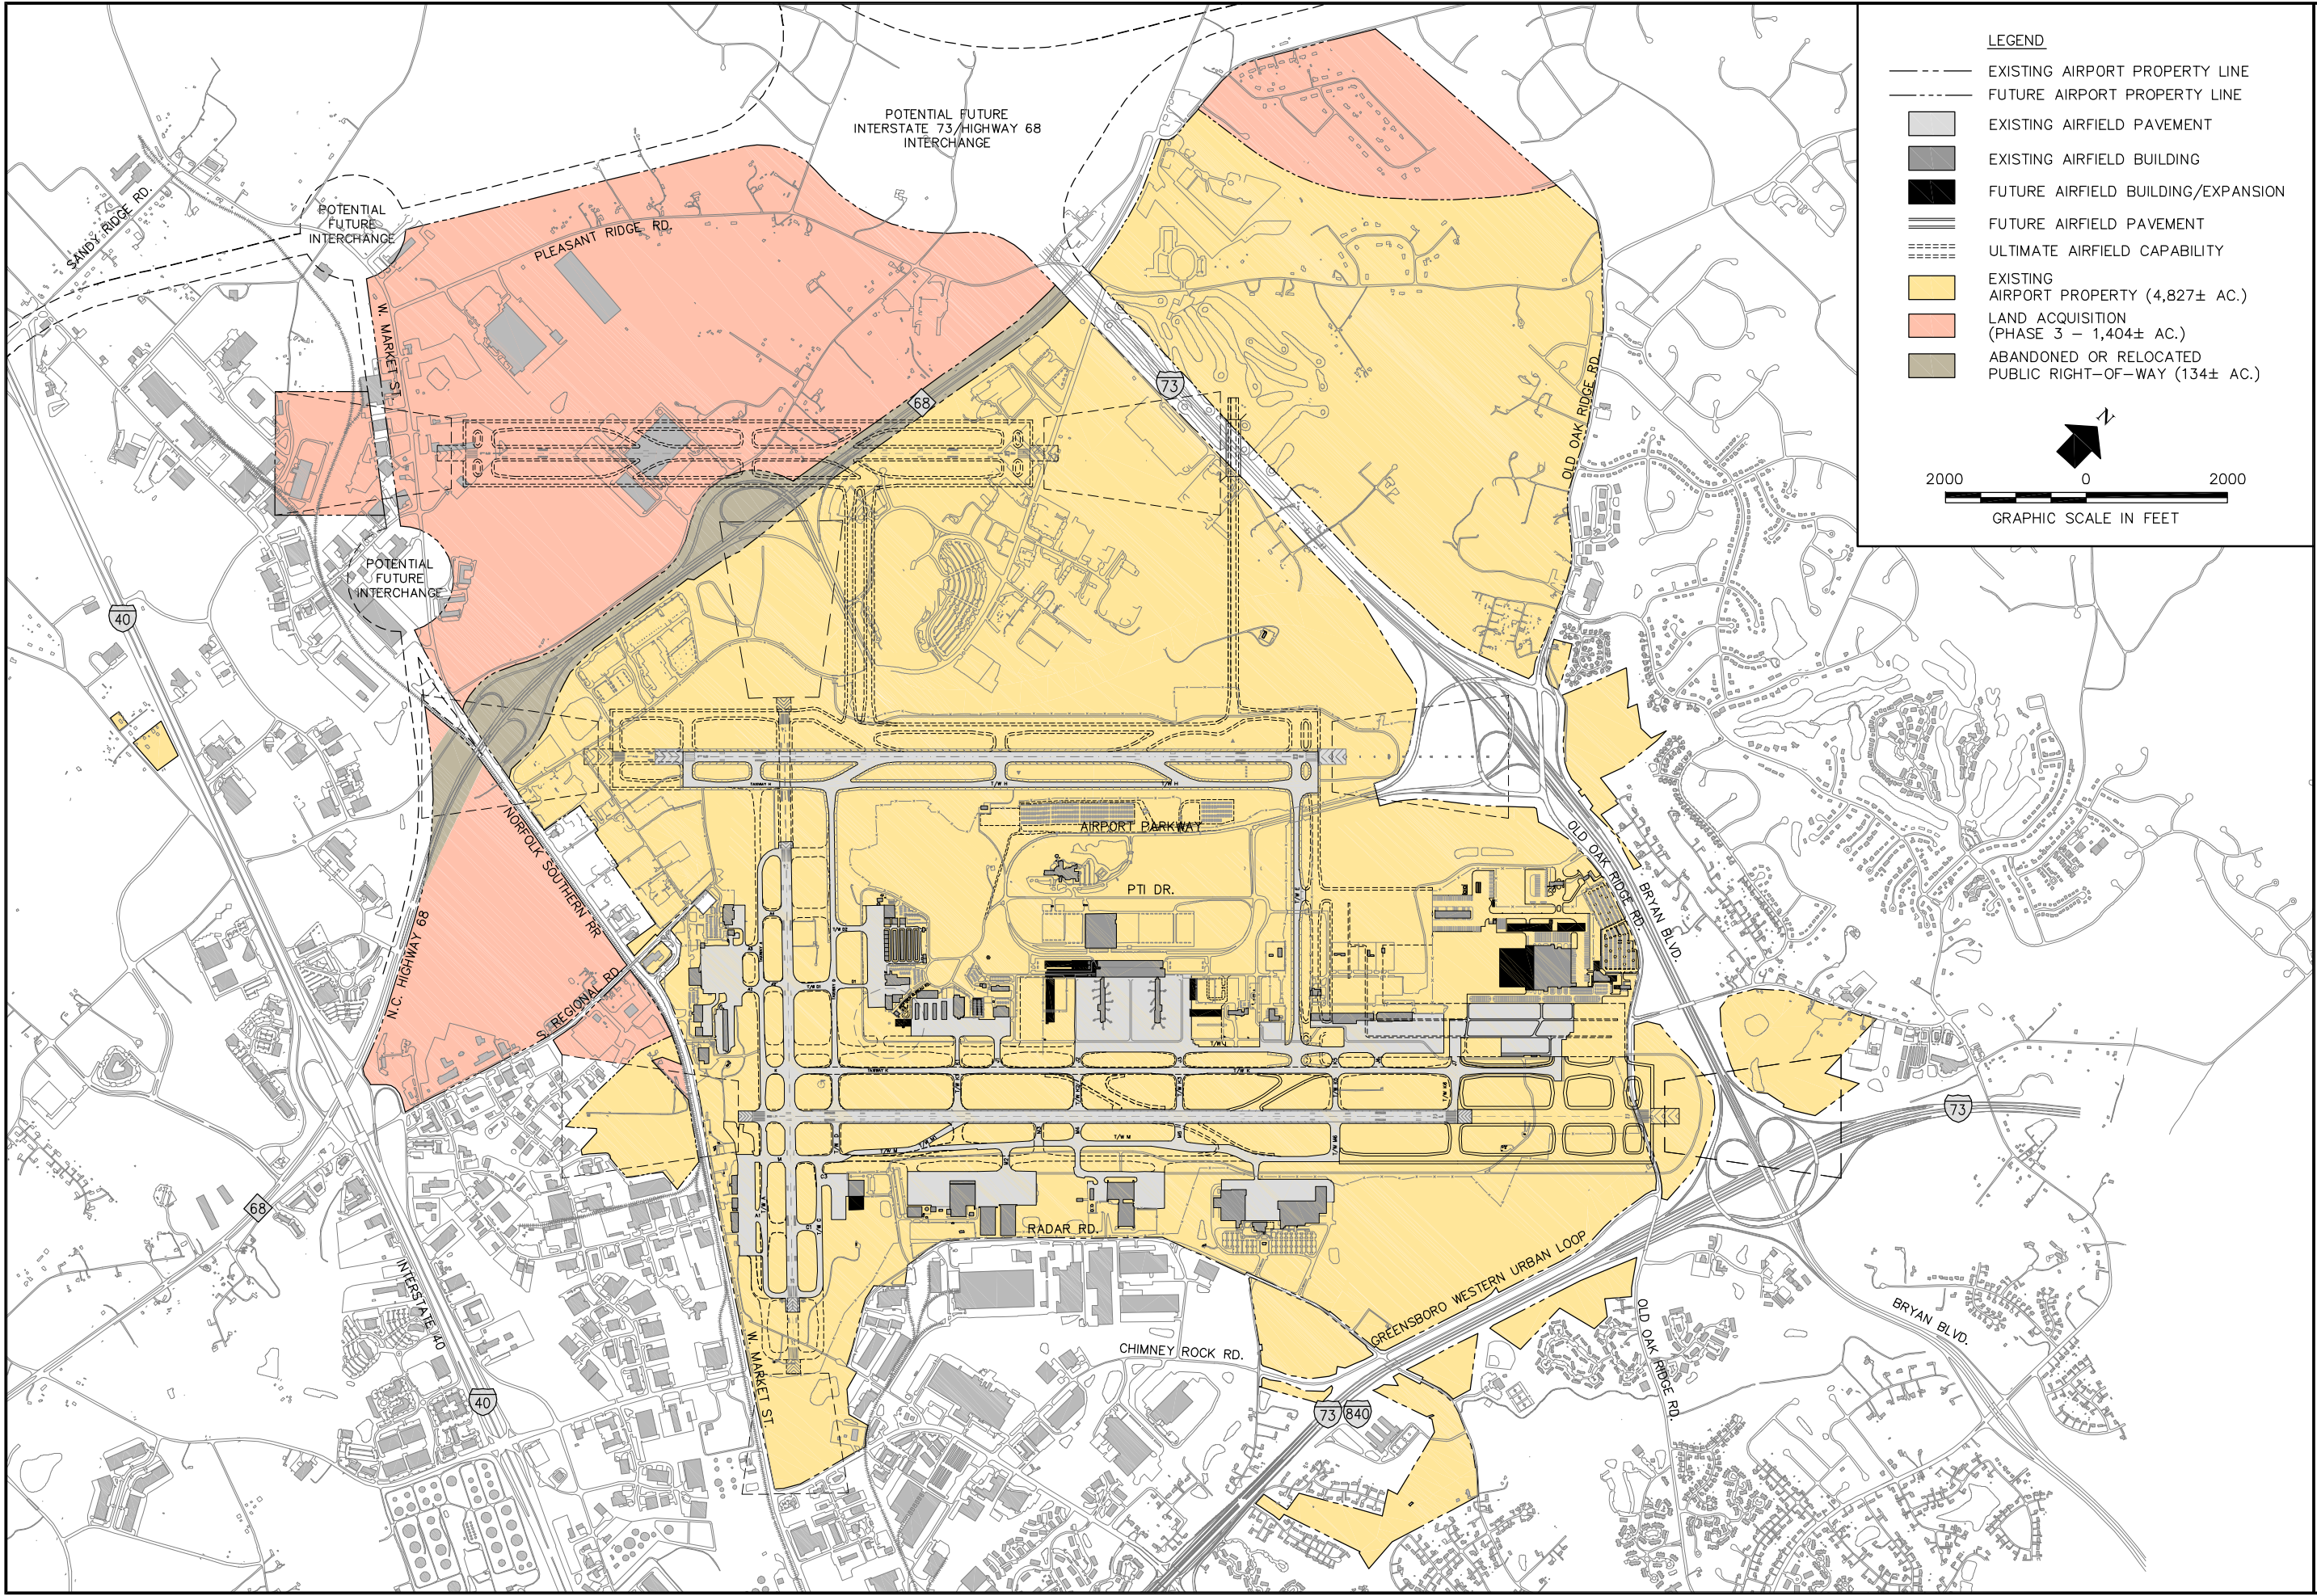 LEGEND
EXISTING AIRPORT PROPERTY LINE
FUTURE AIRPORT PROPERTY LINE
EXISTING AIRFIELD PAVEMENT
EXISTING AIRFIELD BUILDING
FUTURE AIRFIELD BUILDING/EXPANSION
FUTURE AIRFIELD PAVEMENT
ULTIMATE AIRFIELD CAPABILITY
EXISTING
AIRPORT PROPERTY (4,827± AC.)
LAND ACQUISITION
(PHASE 3 – 1,404± AC.)
ABANDONED OR RELOCATED
PUBLIC RIGHT-OF-WAY (134± AC.)
N
2000 0 2000
GRAPHIC SCALE IN FEET
POTENTIAL FUTURE
INTERSTATE 73/HIGHWAY 68
INTERCHANGE
SANDY RIDGE RD.
POTENTIAL
FUTURE
INTERCHANGE
PLEASANT RIDGE RD.
W. MARKET ST.
68
73
OLD OAK RIDGE RD
POTENTIAL
FUTURE
INTERCHANGE
40
NORFOLK SOUTHERN RR
N.C. HIGHWAY 68
S. REGIONAL RD.
TAXIWAY H
T/W H
T/W H
AIRPORT PARKWAY
PTI DR.
OLD OAK RIDGE RD.
BRYAN BLVD.
T/W E
T/W D2
T/W D1
T/W J
TAXIWAY K
T/W K
T/W M
T/W M
T/W M1
T/W D
RADAR RD.
73
68
INTERSTATE 40
40
W. MARKET ST.
CHIMNEY ROCK RD.
GREENSBORO WESTERN URBAN LOOP
73
840
OLD OAK RIDGE RD.
BRYAN BLVD.